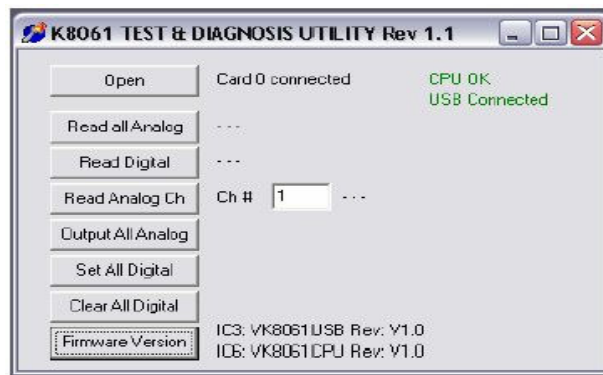 K8061 TEST & DIAGNOSIS UTILITY Rev 1.1
Open Card 0 connected CPU OK
USB Connected
Read all Analog - - -
Read Digital - - -
Read Analog Ch Ch # 1 - - -
Output All Analog
Set All Digital
Clear All Digital
Firmware Version IC3: VK8061USB Rev: V1.0
IC6: VK8061CPU Rev: V1.0